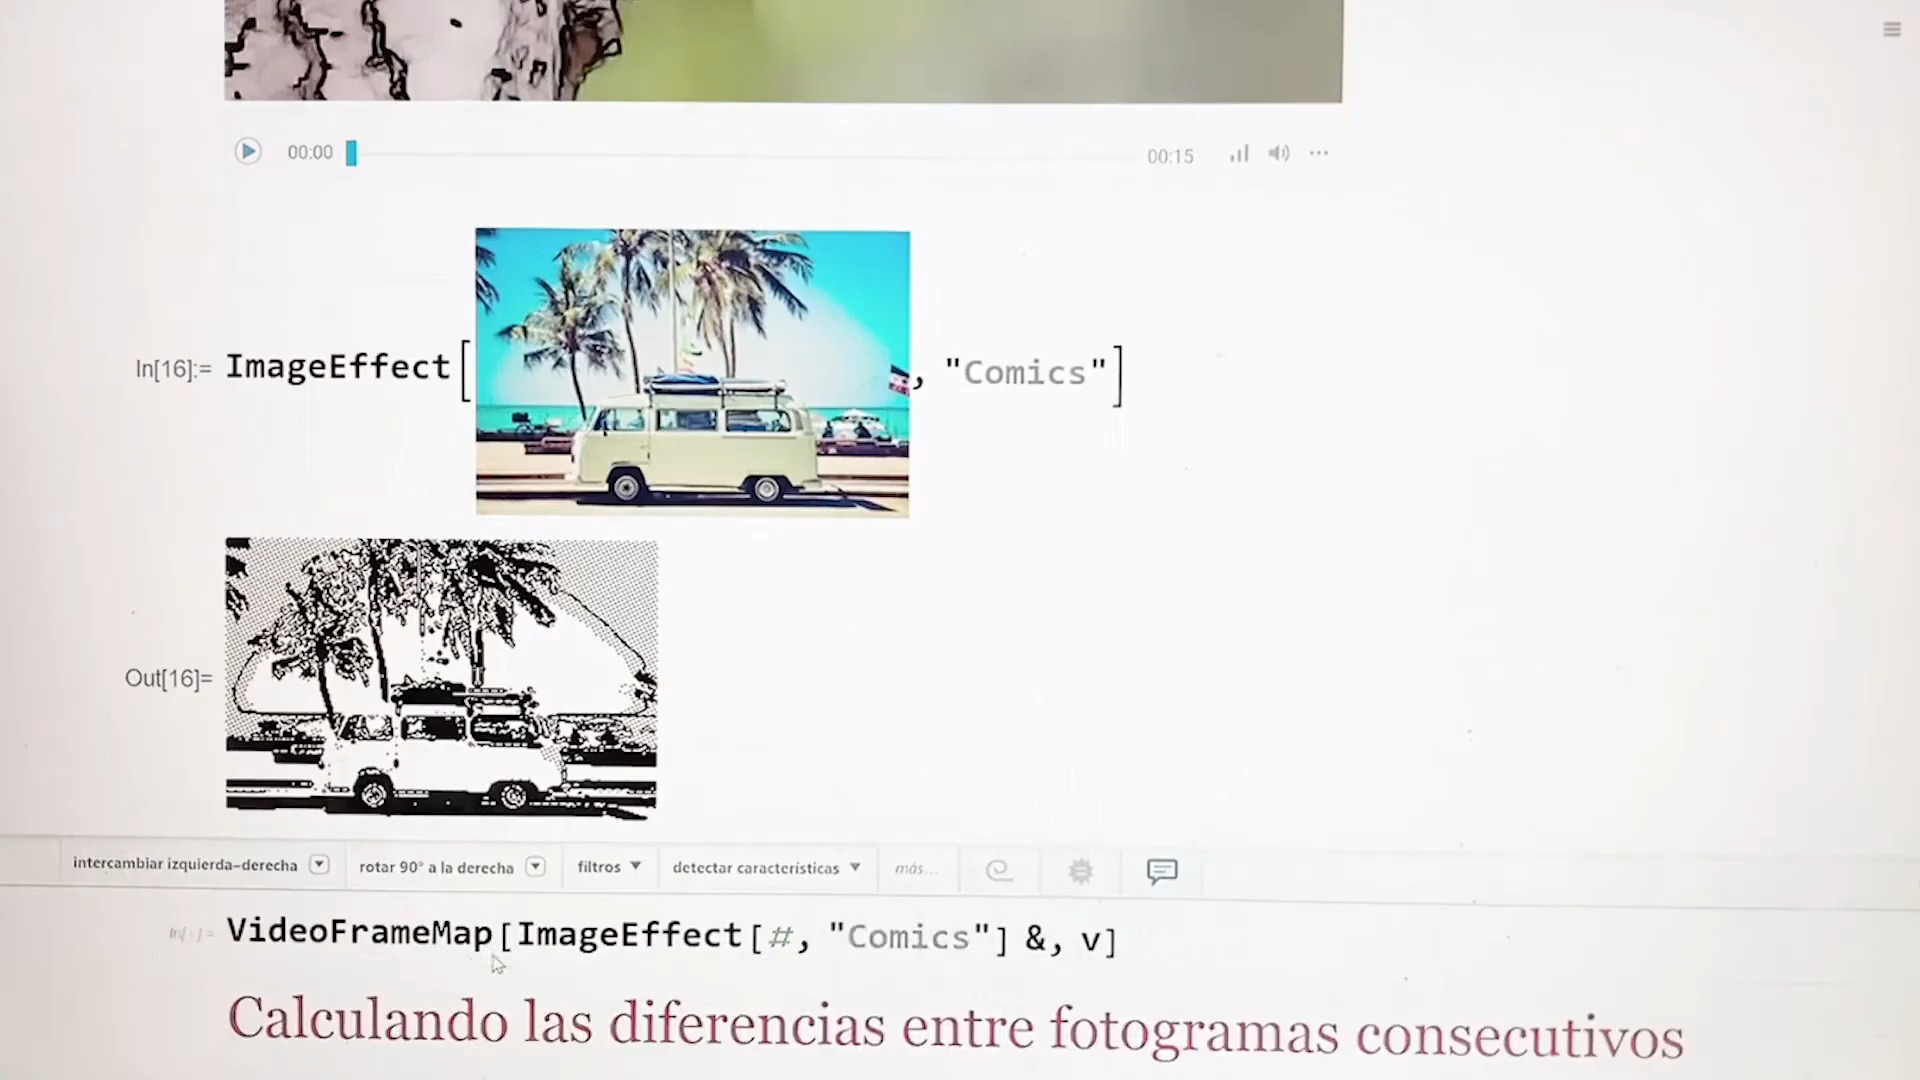 00:00
00:15
In[16]:= ImageEffect[ , "Comics"]
Out[16]=
intercambiar izquierda–derecha rotar 90° a la derecha filtros detectar características más...
VideoFrameMap[ImageEffect[#, "Comics"] &, v]
Calculando las diferencias entre fotogramas consecutivos